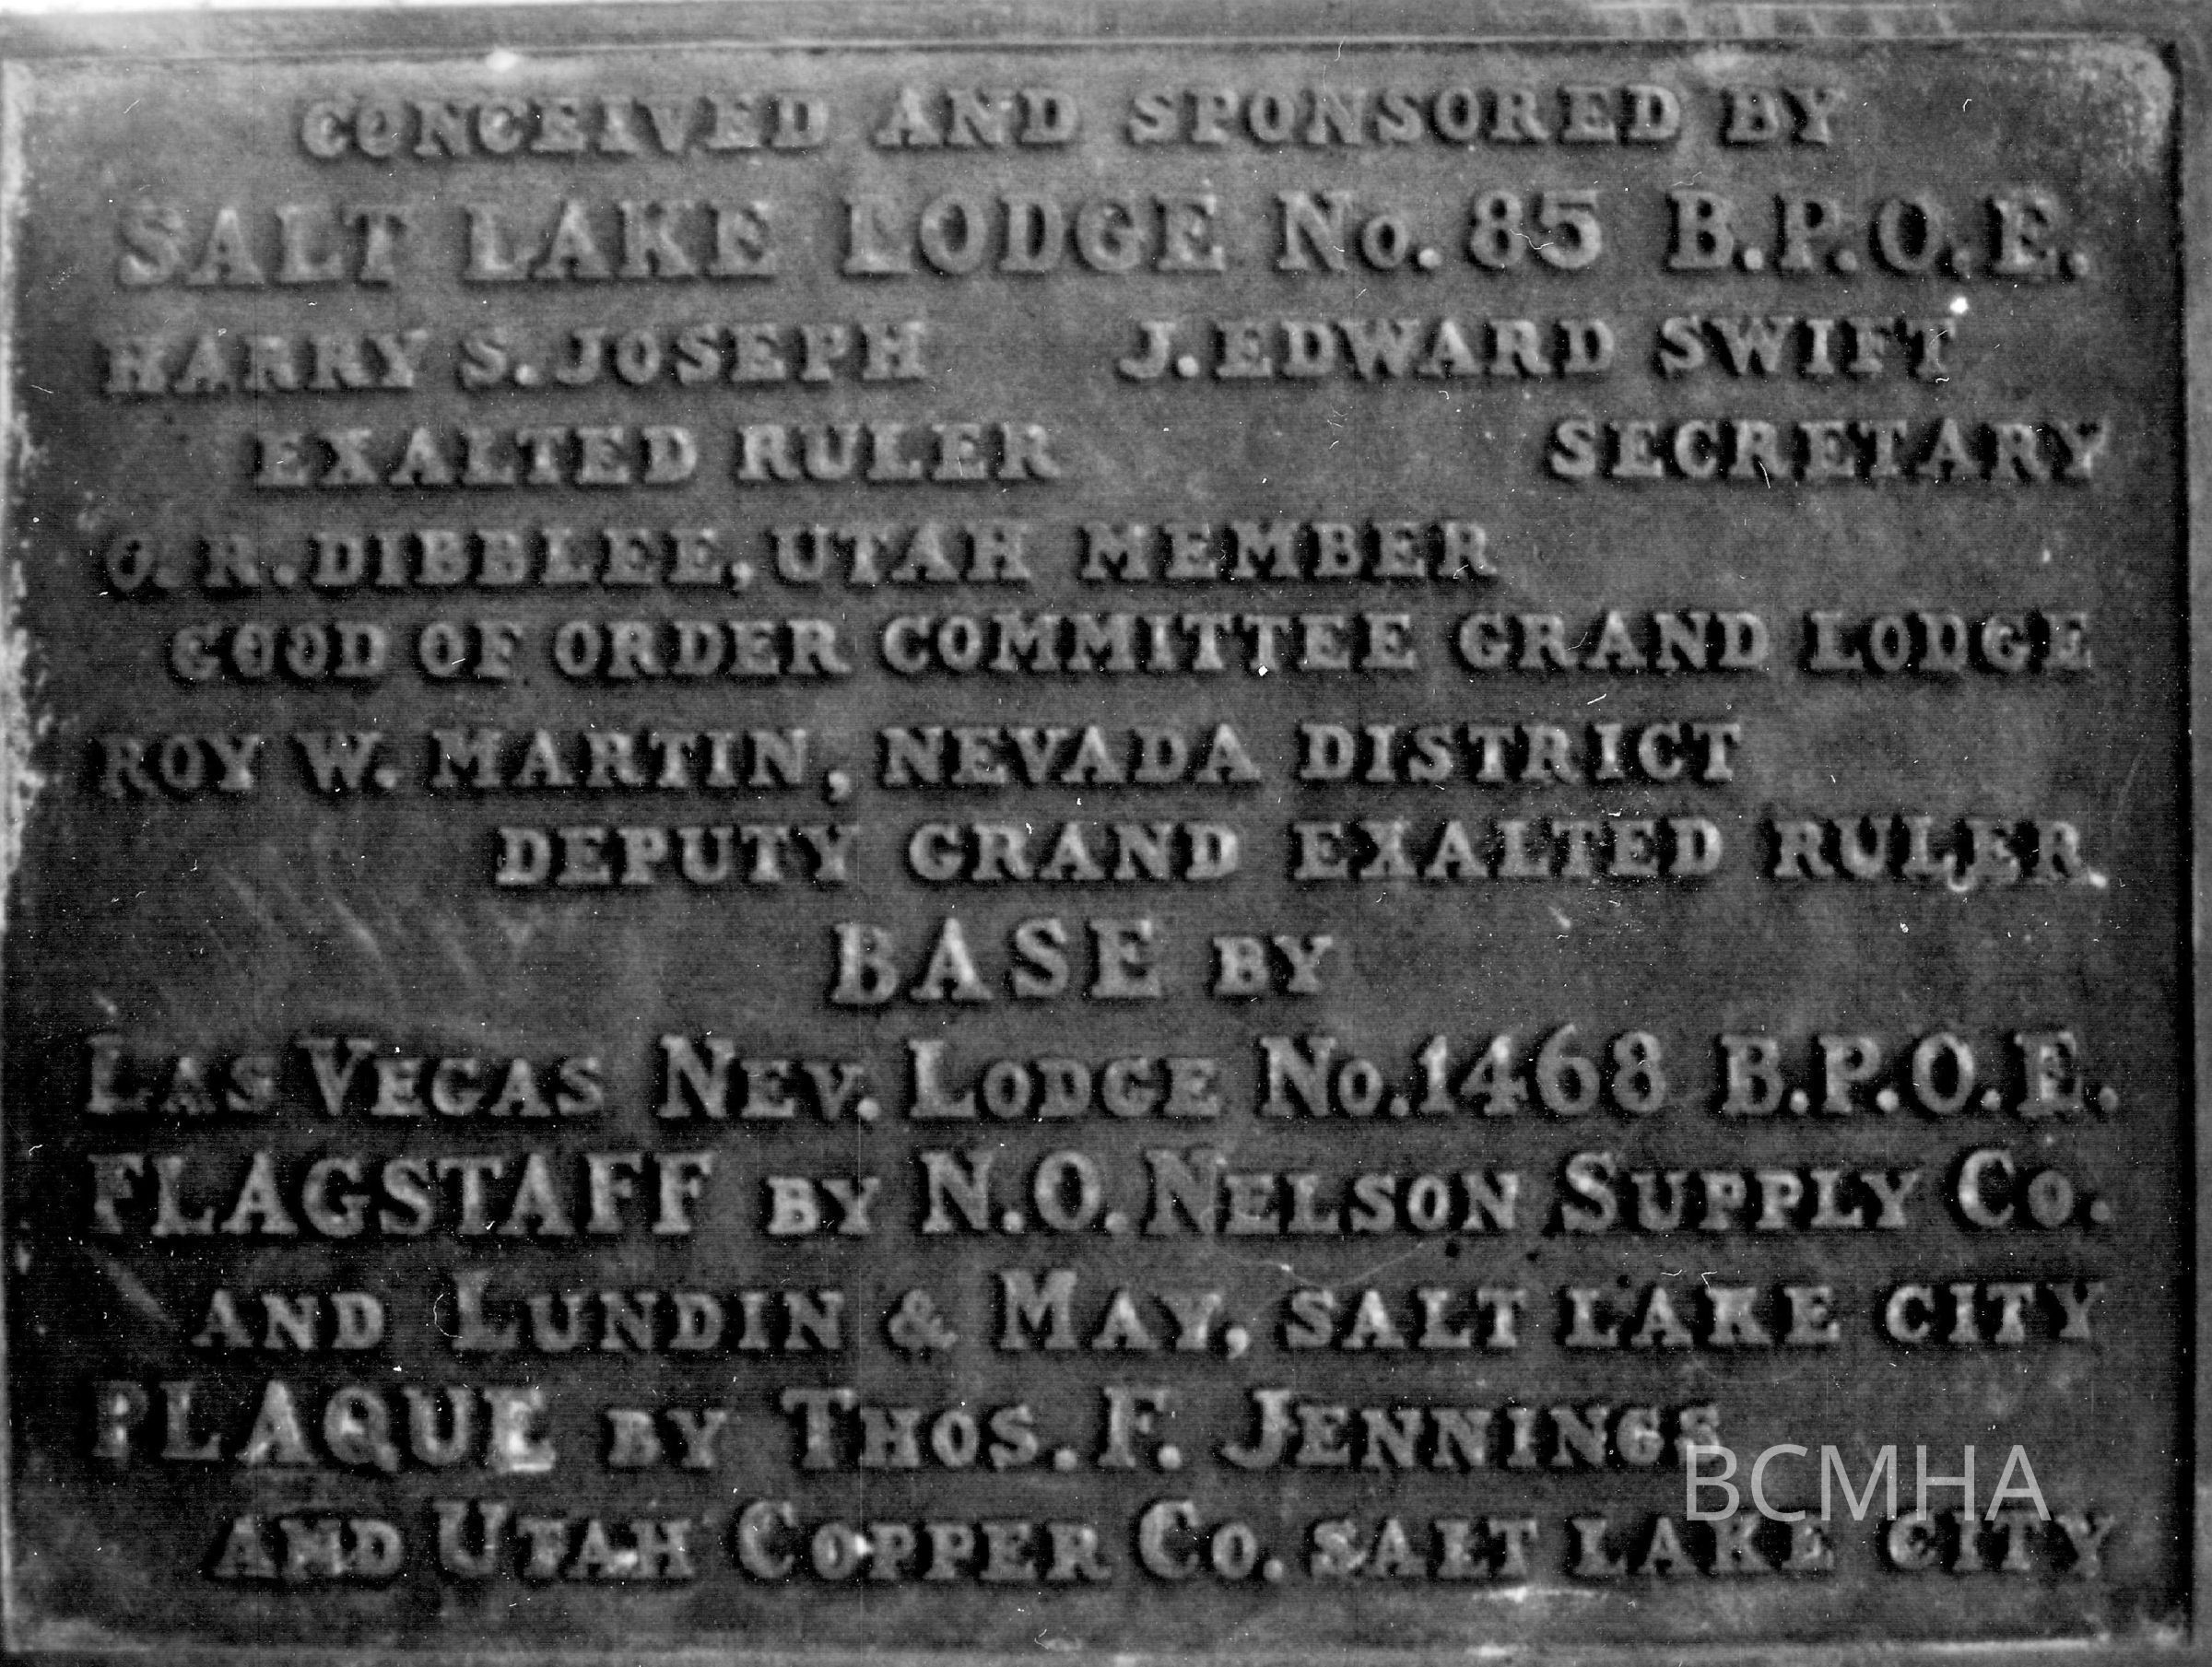 CONCEIVED AND SPONSORED BY
SALT LAKE LODGE No. 85 B.P.O.E.
HARRY S. JOSEPH J. EDWARD SWIFT
EXALTED RULER SECRETARY
O. R. DIBBLEE, UTAH MEMBER
GOOD OF ORDER COMMITTEE GRAND LODGE
ROY W. MARTIN, NEVADA DISTRICT
DEPUTY GRAND EXALTED RULER
BASE BY
LAS VEGAS NEV. LODGE No. 1468 B.P.O.E.
FLAGSTAFF BY N.O. NELSON SUPPLY Co.
AND LUNDIN & MAY, SALT LAKE CITY
PLAQUE BY THOS. F. JENNINGS
AND UTAH COPPER Co. SALT LAKE CITY
BCMHA